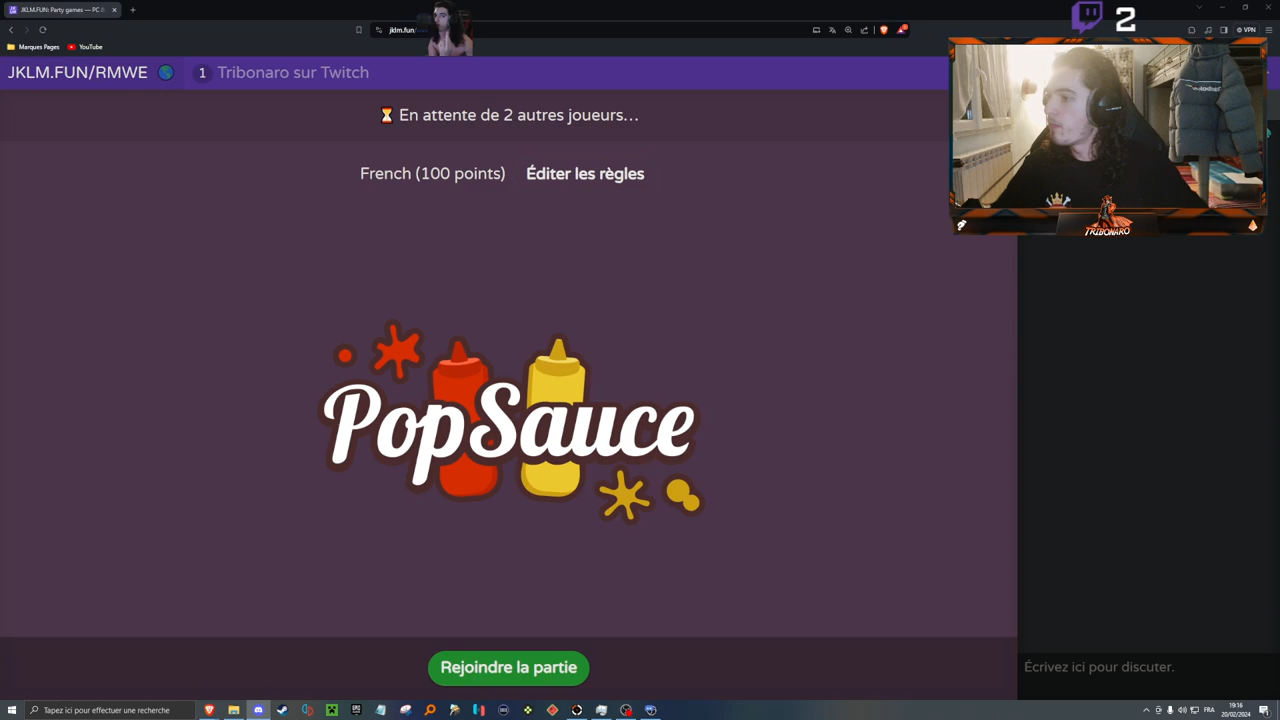 JKLM.FUN: Party games — PC &
jklm.fun/
VPN
2
Marques Pages
YouTube
JKLM.FUN/RMWE
1 Tribonaro sur Twitch
En attente de 2 autres joueurs…
French (100 points) Éditer les règles
TRIBONARO
PopSauce
Rejoindre la partie
Écrivez ici pour discuter.
Tapez ici pour effectuer une recherche
EPIC
FRA
19:16
20/02/2024